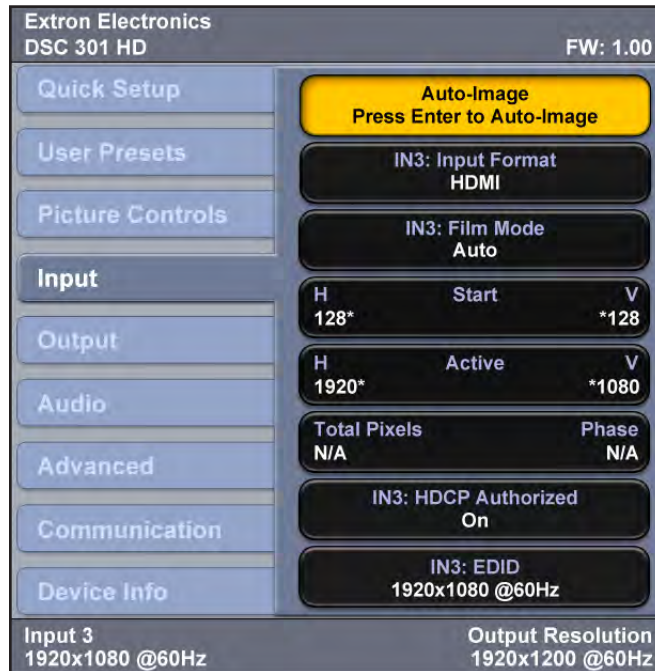 Extron Electronics
DSC 301 HD FW: 1.00
Quick Setup
User Presets
Picture Controls
Input
Output
Audio
Advanced
Communication
Device Info
Auto-Image
Press Enter to Auto-Image
IN3: Input Format
HDMI
IN3: Film Mode
Auto
H Start V
128* *128
H Active V
1920* *1080
Total Pixels Phase
N/A N/A
IN3: HDCP Authorized
On
IN3: EDID
1920x1080 @60Hz
Input 3 Output Resolution
1920x1080 @60Hz 1920x1200 @60Hz